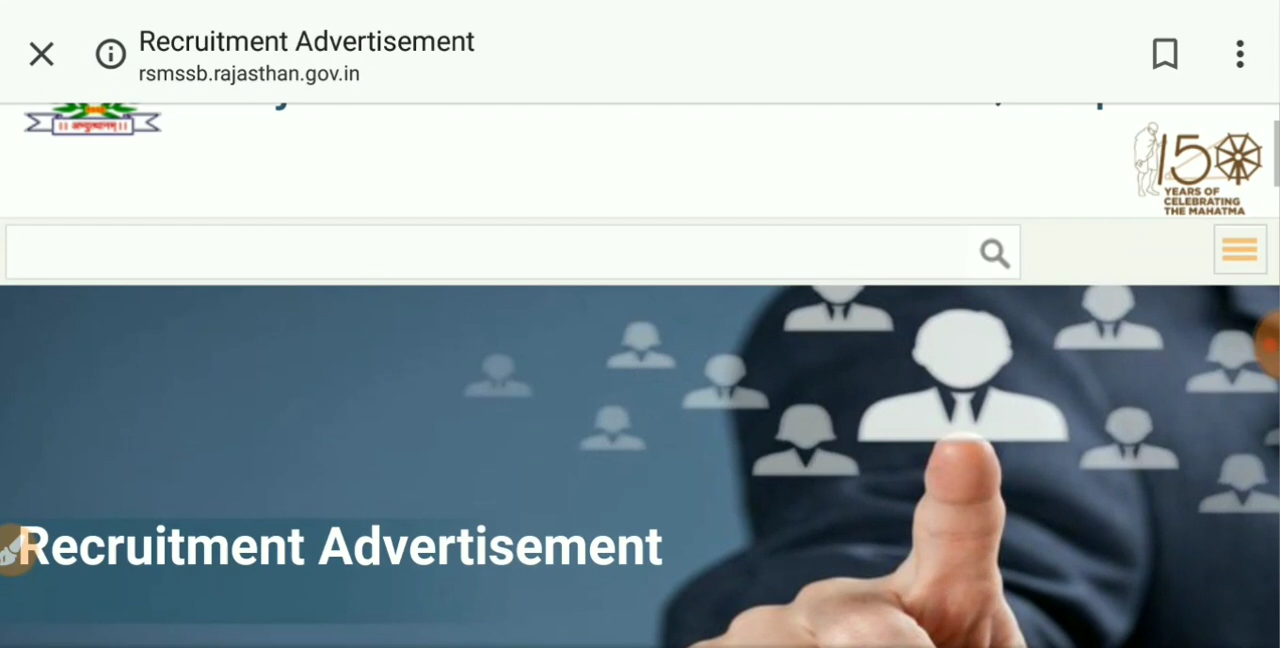 Recruitment Advertisement
rsmssb.rajasthan.gov.in
150
YEARS OF
CELEBRATING
THE MAHATMA
Recruitment Advertisement